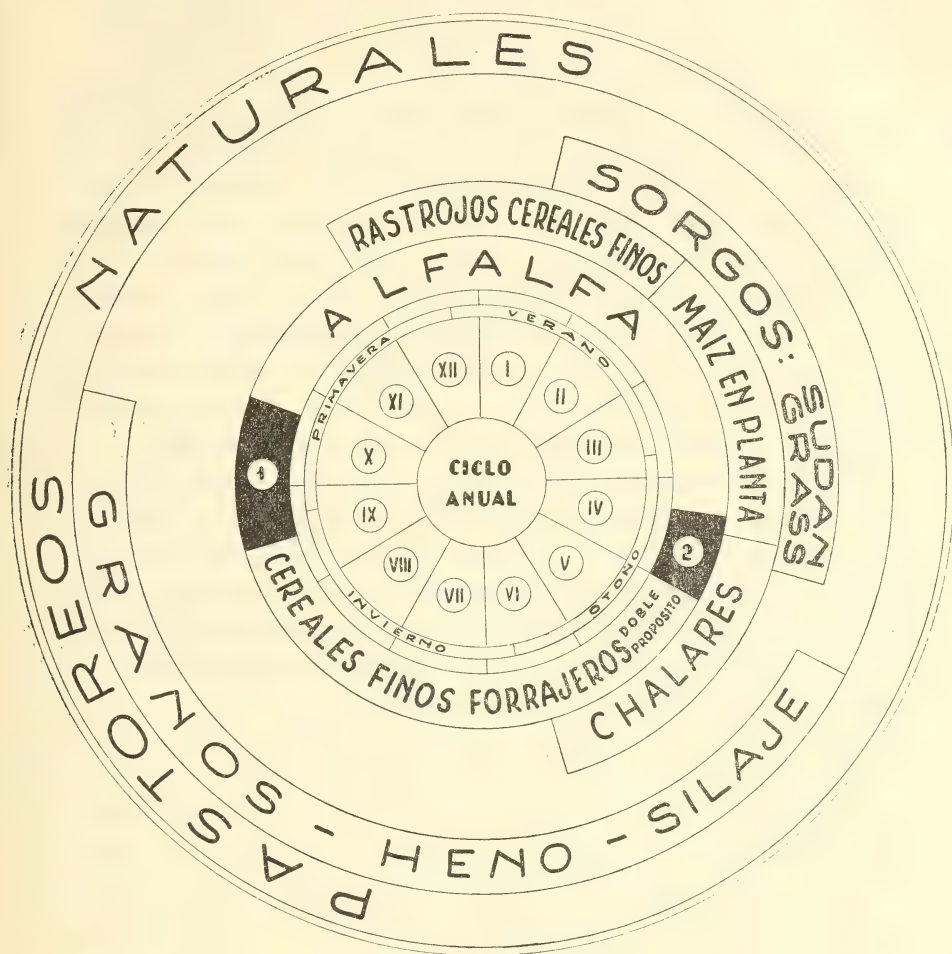 PASTOREOS NATURALES
GRANOS - HENO - SILAJE
SORGOS: SUDAN
GRASS
RASTROJOS CEREALES FINOS
MAIZ EN PLANTA
CHALARES
ALFALFA
1
CEREALES FINOS FORRAJEROS DOBLE
PROPOSITO
2
PRIMAVERA
VERANO
OTOÑO
INVIERNO
I
II
III
IV
V
VI
VII
VIII
IX
X
XI
XII
CICLO
ANUAL